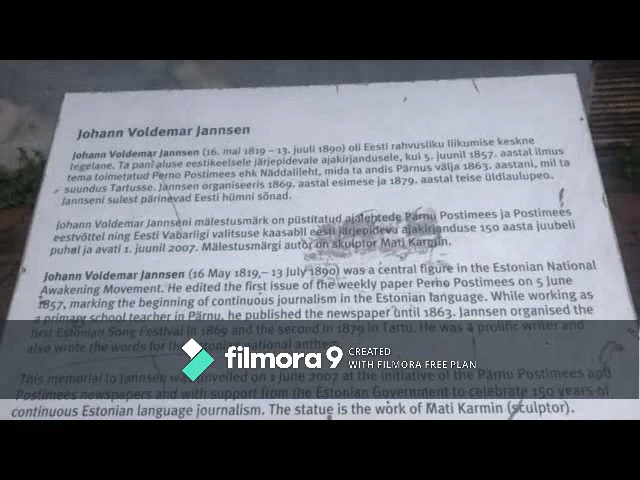 Johann Voldemar Jannsen
Johann Voldemar Jannsen (16. mai 1819 – 13. juuli 1890) oli Eesti rahvusliku liikumise keskne
tegelane. Ta pani aluse eestikeelsele järjepidevale ajakirjandusele, kui 5. juunil 1857. aastal ilmus
tema toimetatud Perno Postimees ehk Näddalileht, mida ta andis Pärnus välja 1863. aastani, mil ta
suundus Tartusse. Jannsen organiseeris 1869. aastal esimese ja 1879. aastal teise üldlaulupeo.
Jannseni sulest pärinevad Eesti hümni sõnad.
Johann Voldemar Jannseni mälestusmärk on püstitatud ajalehtede Pärnu Postimees ja Postimees
eestvõttel ning Eesti Vabariigi valitsuse kaasabil eesti järjepideva ajakirjanduse 150 aasta juubeli
puhul ja avati 1. juunil 2007. Mälestusmärgi autor on skulptor Mati Karmin.
Johann Voldemar Jannsen (16 May 1819,– 13 July 1890) was a central figure in the Estonian National
Awakening Movement. He edited the first issue of the weekly paper Perno Postimees on 5 June
1857, marking the beginning of continuous journalism in the Estonian language. While working as
a primary school teacher in Pärnu, he published the newspaper until 1863. Jannsen organised the
first Estonian Song Festival in 1869 and the second in 1879 in Tartu. He was a prolific writer and
also wrote the words for the Estonian national anthem.
filmora 9 CREATED
WITH FILMORA FREE PLAN
This memorial to Jannsen was unveiled on 1 June 2007 at the initiative of the Pärnu Postimees and
Postimees newspapers and with support from the Estonian Government to celebrate 150 years of
continuous Estonian language journalism. The statue is the work of Mati Karmin (sculptor).